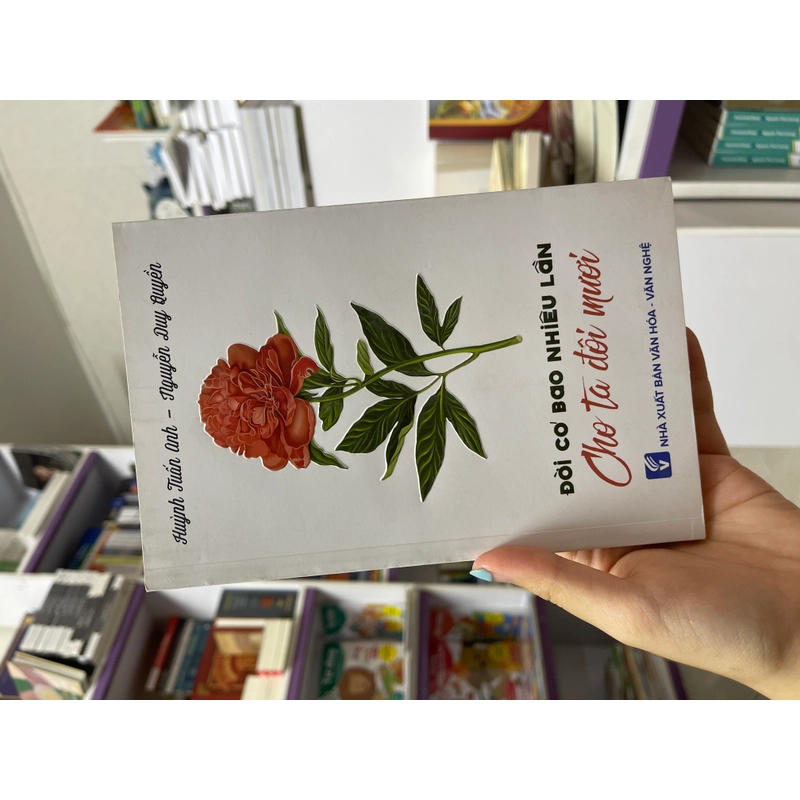 Huỳnh Tuấn Anh - Nguyễn Duy Quyền
ĐỜI CÓ BAO NHIÊU LẦN
Cho ta đôi mươi
NHÀ XUẤT BẢN VĂN HÓA - VĂN NGHỆ